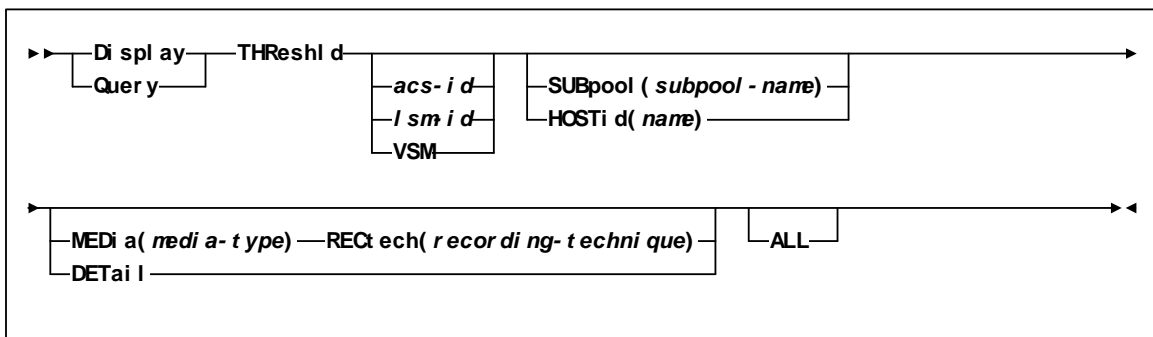 Display THReshld
Query
acs-id SUBpool(subpool-name)
lsm-id HOSTid(name)
VSM
MEDia(media-type) RECtech(recording-technique) ALL
DETail